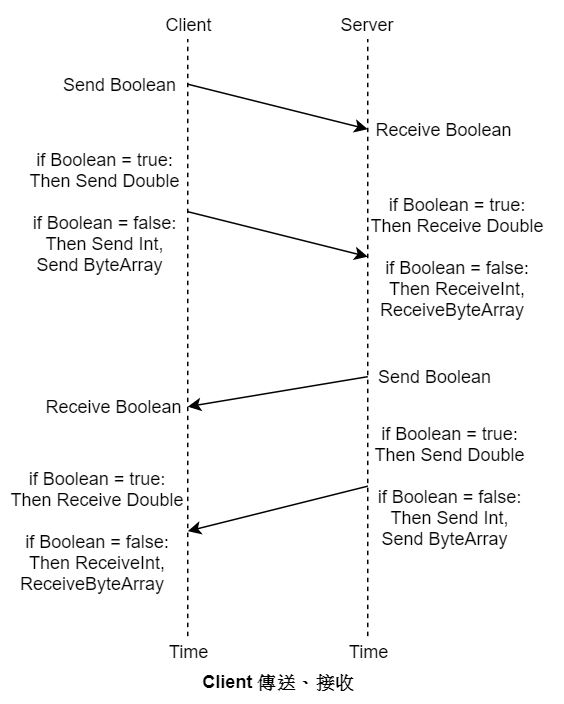 Client
Server
Send Boolean
Receive Boolean
if Boolean = true:
Then Send Double
if Boolean = true:
Then Receive Double
if Boolean = false:
Then Send Int,
Send ByteArray
if Boolean = false:
Then ReceiveInt,
ReceiveByteArray
Send Boolean
Receive Boolean
if Boolean = true:
Then Send Double
if Boolean = true:
Then Receive Double
if Boolean = false:
Then Send Int,
Send ByteArray
if Boolean = false:
Then ReceiveInt,
ReceiveByteArray
Time
Time
Client 傳送、接收